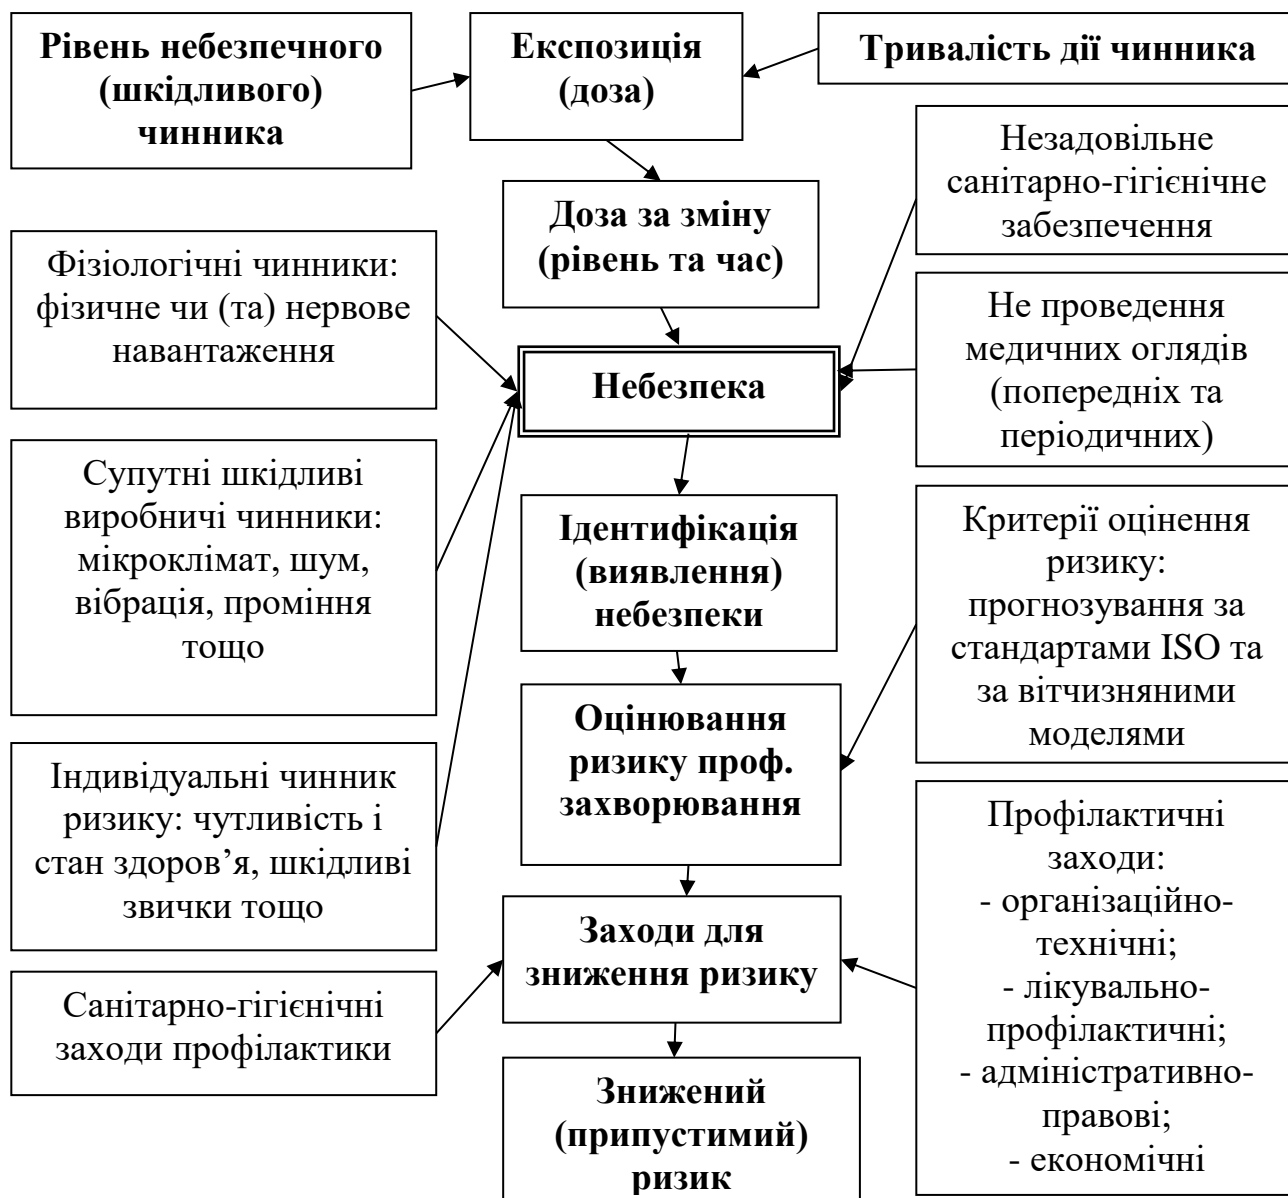 Рівень небезпечного
(шкідливого)
чинника
Експозиція
(доза)
Тривалість дії чинника
Незадовільне
санітарно-гігієнічне
забезпечення
Доза за зміну
(рівень та час)
Фізіологічні чинники:
фізичне чи (та) нервове
навантаження
Не проведення
медичних оглядів
(попередніх та
періодичних)
Небезпека
Супутні шкідливі
виробничі чинники:
мікроклімат, шум,
вібрація, проміння
тощо
Ідентифікація
(виявлення)
небезпеки
Критерії оцінення
ризику:
прогнозування за
стандартами ISO та
за вітчизняними
моделями
Оцінювання
ризику проф.
захворювання
Індивідуальні чинник
ризику: чутливість і
стан здоров’я, шкідливі
звички тощо
Профілактичні
заходи:
- організаційно-
технічні;
- лікувально-
профілактичні;
- адміністративно-
правові;
- економічні
Заходи для
зниження ризику
Санітарно-гігієнічні
заходи профілактики
Знижений
(припустимий)
ризик